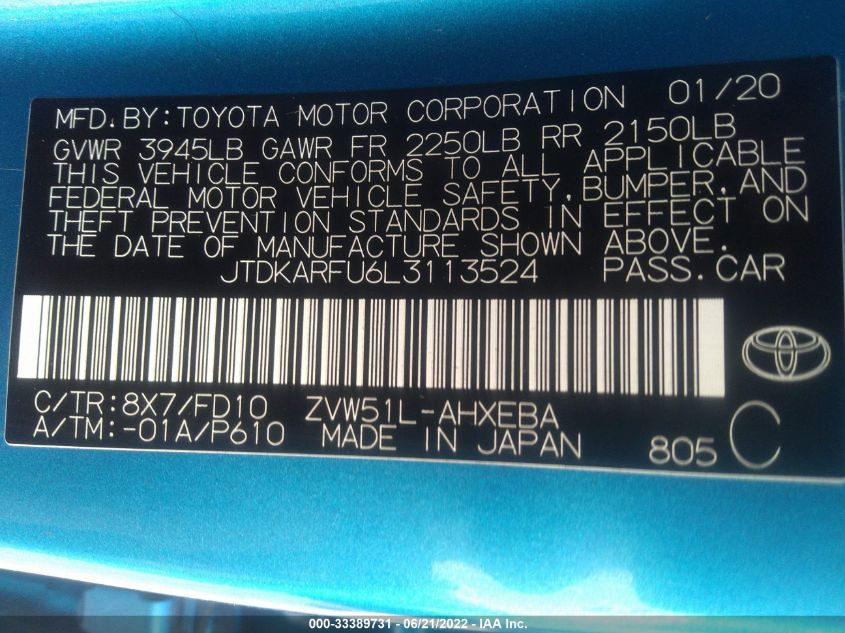 MFD. BY: TOYOTA MOTOR CORPORATION 01/20
GVWR 3945LB GAWR FR 2250LB RR 2150LB
THIS VEHICLE CONFORMS TO ALL APPLICABLE
FEDERAL MOTOR VEHICLE SAFETY, BUMPER, AND
THEFT PREVENTION STANDARDS IN EFFECT ON
THE DATE OF MANUFACTURE SHOWN ABOVE.
JTDKARFU6L3113524 PASS. CAR
C/TR: 8X7/FD10 ZVW51L-AHXEBA
A/TM: -01A/P610 MADE IN JAPAN 805 C
000-33389731 - 06/21/2022 - IAA Inc.